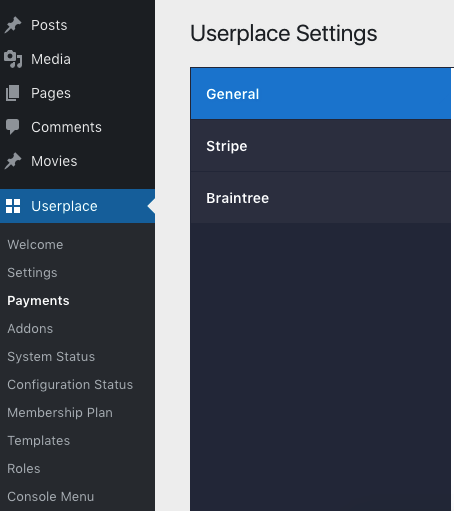 Posts
Media
Pages
Comments
Movies
Userplace
Welcome
Settings
Payments
Addons
System Status
Configuration Status
Membership Plan
Templates
Roles
Console Menu
Userplace Settings
General
Stripe
Braintree